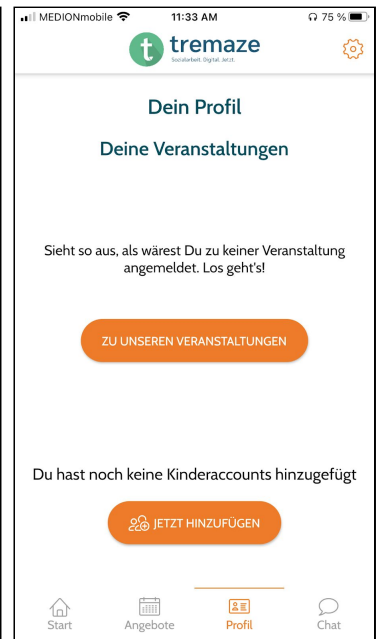 MEDIONmobile 11:33 AM 75 %
t tremaze
Sozialarbeit. Digital. Jetzt.
Dein Profil
Deine Veranstaltungen
Sieht so aus, als wärest Du zu keiner Veranstaltung
angemeldet. Los geht's!
ZU UNSEREN VERANSTALTUNGEN
Du hast noch keine Kinderaccounts hinzugefügt
JETZT HINZUFÜGEN
Start Angebote Profil Chat